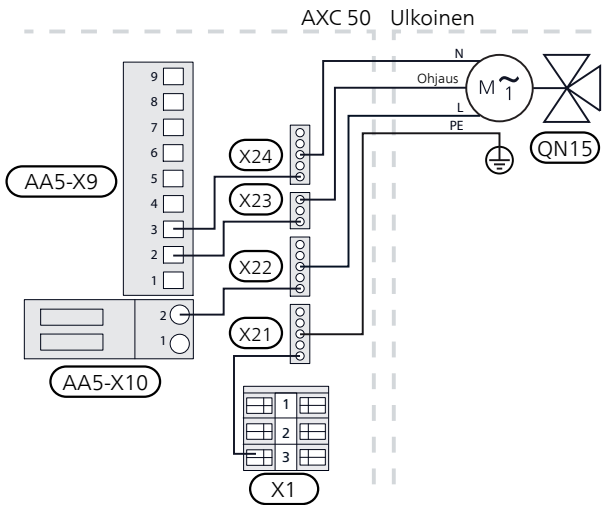 AXC 50 Ulkoinen
N
Ohjaus
L
PE
M ~ 1
QN15
9
8
7
6
5
4
3
2
1
AA5-X9
X24
X23
X22
X21
2
1
AA5-X10
1
2
3
X1